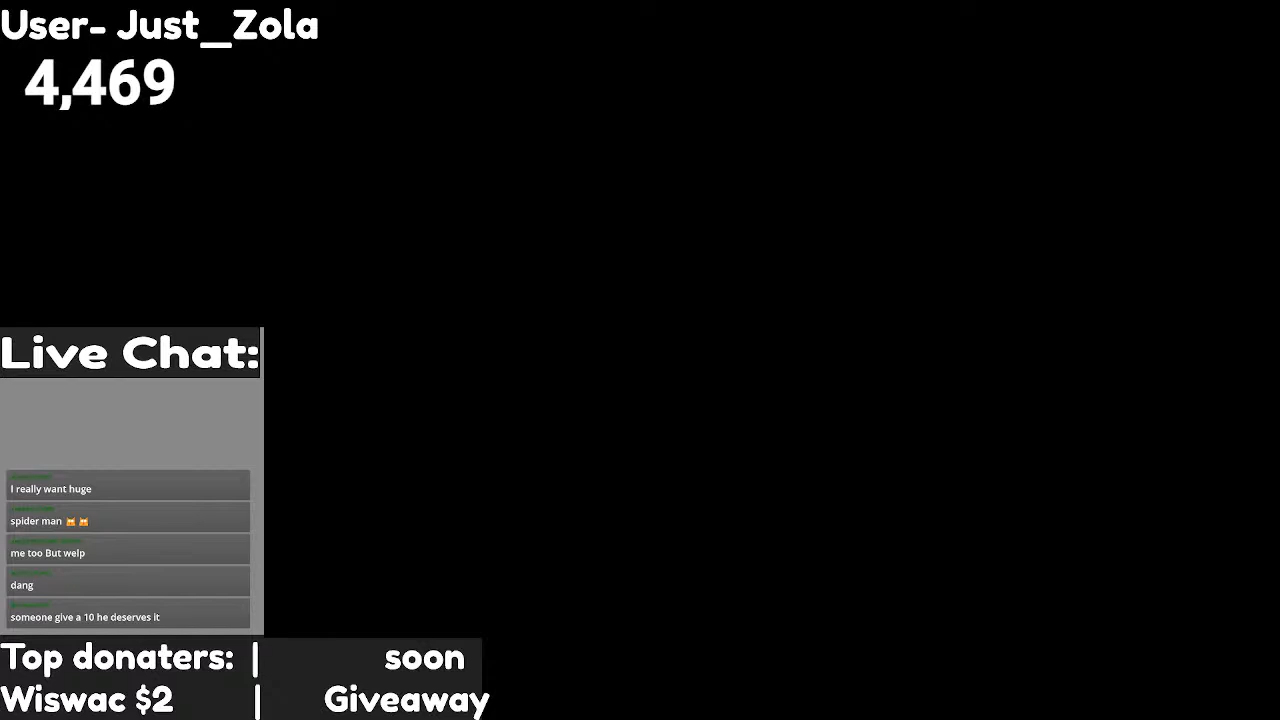 User- Just_Zola
4,469
Live Chat:
I really want huge
spider man
me too But welp
dang
someone give a 10 he deserves it
Top donaters: | soon
Wiswac $2 | Giveaway